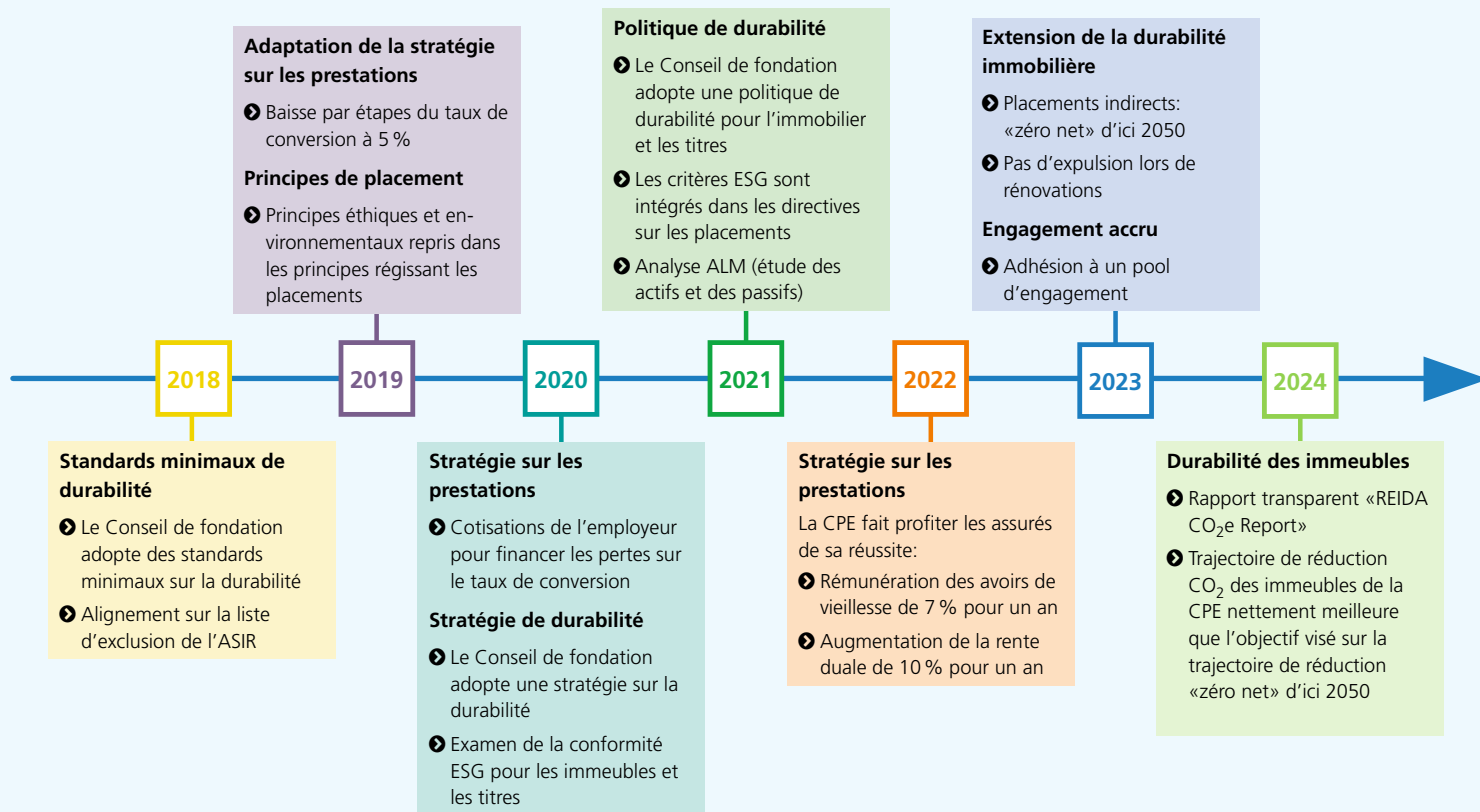 Adaptation de la stratégie
sur les prestations
Baisse par étapes du taux de
conversion à 5 %
Principes de placement
Principes éthiques et en-
vironnementaux repris dans
les principes régissant les
placements
Politique de durabilité
Le Conseil de fondation
adopte une politique de
durabilité pour l’immobilier
et les titres
Les critères ESG sont
intégrés dans les directives
sur les placements
Analyse ALM (étude des
actifs et des passifs)
Extension de la durabilité
immobilière
Placements indirects:
«zéro net» d’ici 2050
Pas d’expulsion lors de
rénovations
Engagement accru
Adhésion à un pool
d’engagement
2018
2019
2020
2021
2022
2023
2024
Standards minimaux de
durabilité
Le Conseil de fondation
adopte des standards
minimaux sur la durabilité
Alignement sur la liste
d’exclusion de l’ASIR
Stratégie sur les
prestations
Cotisations de l’employeur
pour financer les pertes sur
le taux de conversion
Stratégie de durabilité
Le Conseil de fondation
adopte une stratégie sur la
durabilité
Examen de la conformité
ESG pour les immeubles et
les titres
Stratégie sur les
prestations
La CPE fait profiter les assurés
de sa réussite:
Rémunération des avoirs de
vieillesse de 7 % pour un an
Augmentation de la rente
duale de 10 % pour un an
Durabilité des immeubles
Rapport transparent «REIDA
CO₂e Report»
Trajectoire de réduction
CO₂ des immeubles de la
CPE nettement meilleure
que l’objectif visé sur la
trajectoire de réduction
«zéro net» d’ici 2050